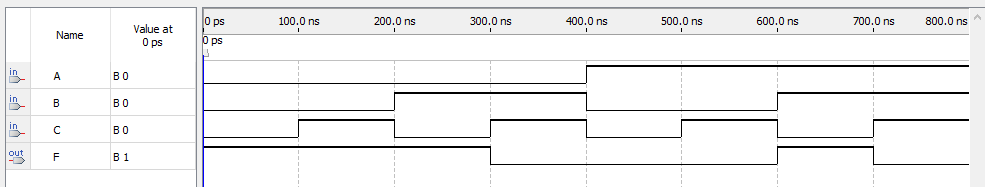 Name Value at 0 ps 0 ps 100.0 ns 200.0 ns 300.0 ns 400.0 ns 500.0 ns 600.0 ns 700.0 ns 800.0 ns
0 ps
in A B 0
in B B 0
in C B 0
out F B 1